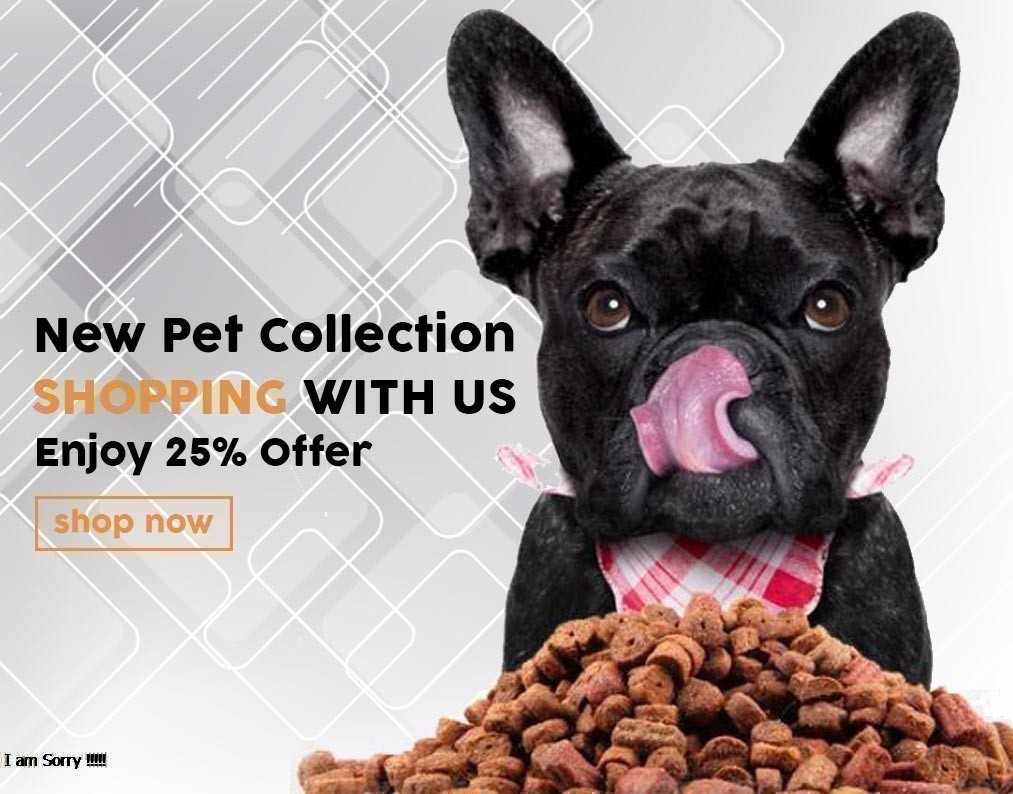 New Pet Collection
SHOPPING WITH US
Enjoy 25% Offer
shop now
I am Sorry !!!!!